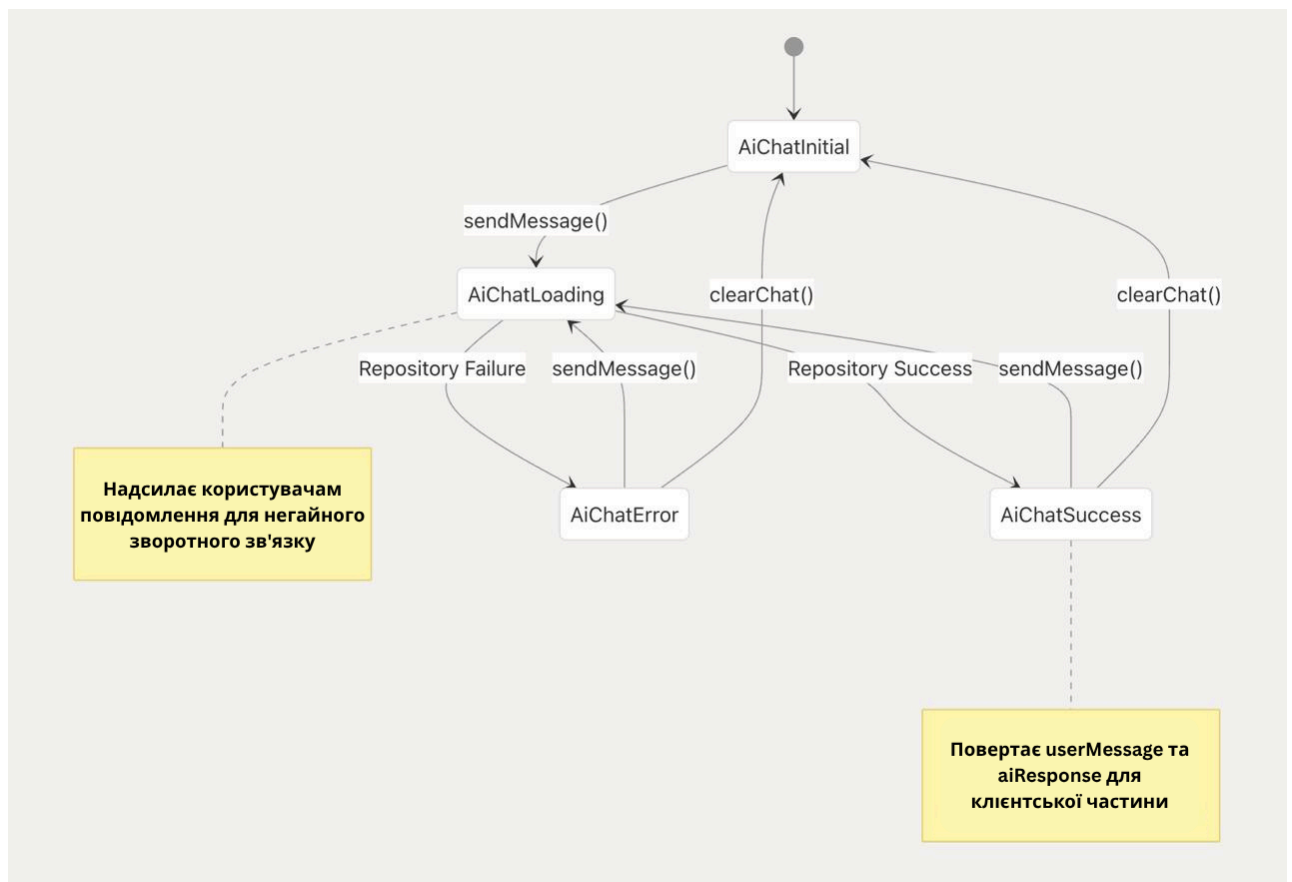 AiChatInitial
sendMessage()
AiChatLoading
clearChat()
clearChat()
Repository Failure
sendMessage()
Repository Success
sendMessage()
Надсилає користувачам
повідомлення для негайного
зворотного зв'язку
AiChatError
AiChatSuccess
Повертає userMessage та
aiResponse для
клієнтської частини